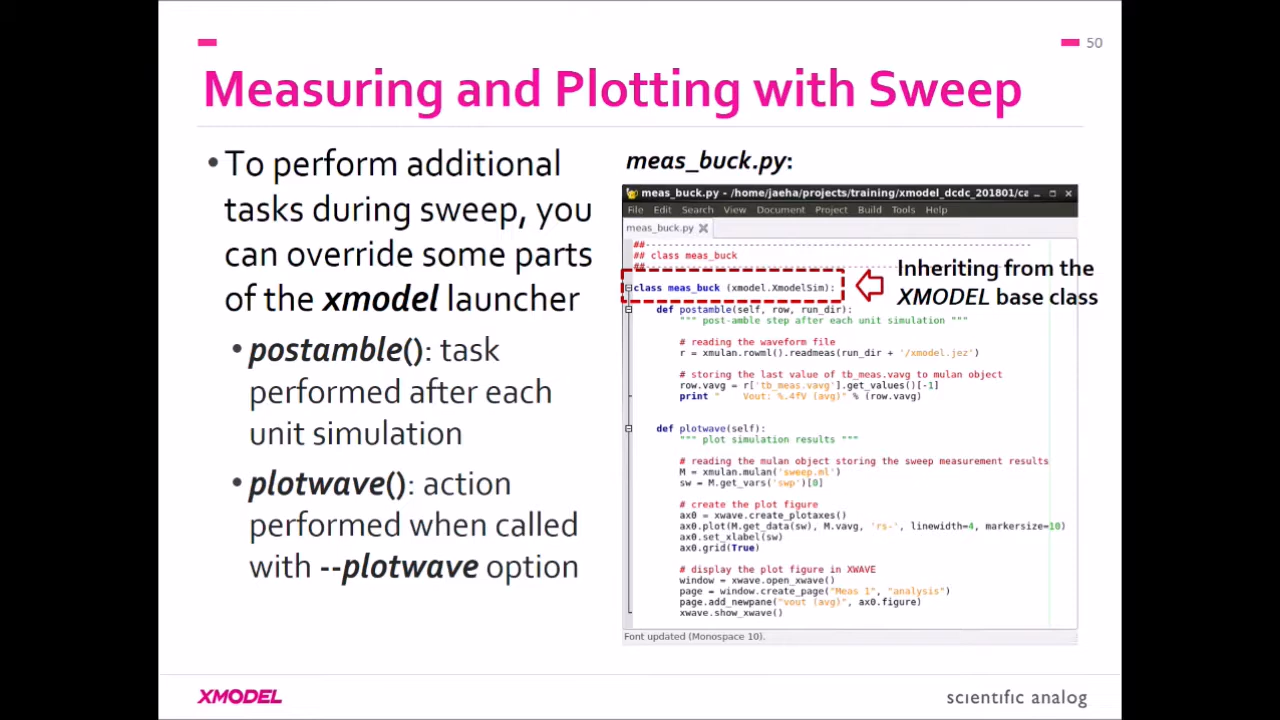 50
Measuring and Plotting with Sweep
• To perform additional
tasks during sweep, you
can override some parts
of the xmodel launcher
• postamble(): task
performed after each
unit simulation
• plotwave(): action
performed when called
with --plotwave option
meas_buck.py:
meas_buck.py - /home/jaeha/projects/training/xmodel_dcdc_201801/ca
File Edit Search View Document Project Build Tools Help
meas_buck.py
##--------------------------------------------------------------------
## class meas_buck
class meas_buck (xmodel.XmodelSim):
Inheriting from the
XMODEL base class
def postamble(self, row, run_dir):
""" post-amble step after each unit simulation """
# reading the waveform file
r = xmulan.rowml().readmeas(run_dir + '/xmodel.jez')
# storing the last value of tb_meas.vavg to mulan object
row.vavg = r['tb_meas.vavg'].get_values()[-1]
print "    Vout: %.4fV (avg)" % (row.vavg)
def plotwave(self):
""" plot simulation results """
# reading the mulan object storing the sweep measurement results
M = xmulan.mulan('sweep.ml')
sw = M.get_vars('swp')[0]
# create the plot figure
ax0 = xwave.create_plotaxes()
ax0.plot(M.get_data(sw), M.vavg, 'rs-', linewidth=4, markersize=10)
ax0.set_xlabel(sw)
ax0.grid(True)
# display the plot figure in XWAVE
window = xwave.open_xwave()
page = window.create_page("Meas 1", "analysis")
page.add_newpane("vout (avg)", ax0.figure)
xwave.show_xwave()
Font updated (Monospace 10).
XMODEL
scientific analog